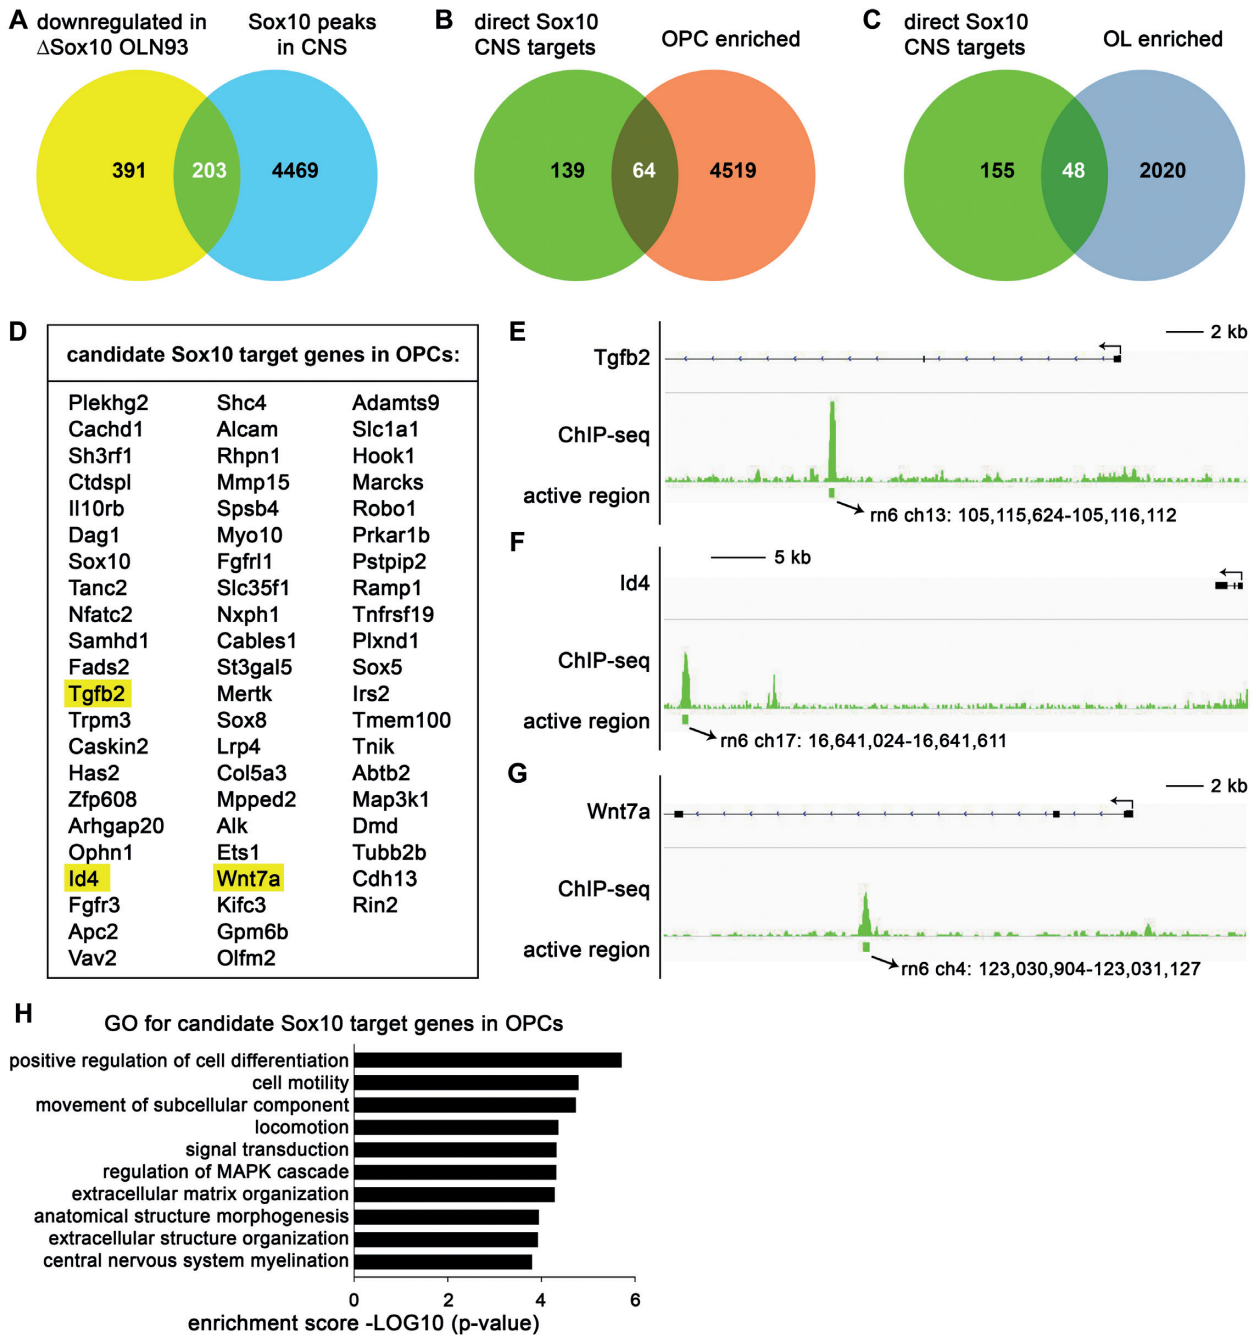 A downregulated in Sox10 peaks
ΔSox10 OLN93 in CNS
391 203 4469
B direct Sox10
CNS targets OPC enriched
139 64 4519
C direct Sox10
CNS targets OL enriched
155 48 2020
D
candidate Sox10 target genes in OPCs:
Plekhg2 Shc4 Adamts9
Cachd1 Alcam Slc1a1
Sh3rf1 Rhpn1 Hook1
Ctdspl Mmp15 Marcks
Il10rb Spsb4 Robo1
Dag1 Myo10 Prkar1b
Sox10 Fgfrl1 Pstpip2
Tanc2 Slc35f1 Ramp1
Nfatc2 Nxph1 Tnfrsf19
Samhd1 Cables1 Plxnd1
Fads2 St3gal5 Sox5
Tgfb2 Mertk Irs2
Trpm3 Sox8 Tmem100
Caskin2 Lrp4 Tnik
Has2 Col5a3 Abtb2
Zfp608 Mpped2 Map3k1
Arhgap20 Alk Dmd
Ophn1 Ets1 Tubb2b
Id4 Wnt7a Cdh13
Fgfr3 Kifc3 Rin2
Apc2 Gpm6b
Vav2 Olfm2
E 2 kb
Tgfb2
ChIP-seq
active region
rn6 ch13: 105,115,624-105,116,112
F 5 kb
Id4
ChIP-seq
active region
rn6 ch17: 16,641,024-16,641,611
G 2 kb
Wnt7a
ChIP-seq
active region
rn6 ch4: 123,030,904-123,031,127
H
GO for candidate Sox10 target genes in OPCs
positive regulation of cell differentiation
cell motility
movement of subcellular component
locomotion
signal transduction
regulation of MAPK cascade
extracellular matrix organization
anatomical structure morphogenesis
extracellular structure organization
central nervous system myelination
0 2 4 6
enrichment score -LOG10 (p-value)